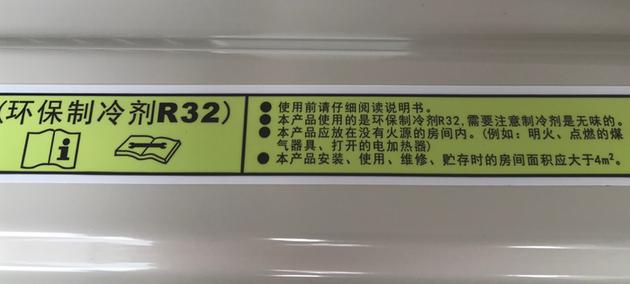 (环保制冷剂R32)
● 使用前请仔细阅读说明书。
● 本产品使用的是环保制冷剂R32,需要注意制冷剂是无味的。
● 本产品应放在没有火源的房间内。(例如：明火、点燃的煤
气器具、打开的电加热器)
● 本产品安装、使用、维修、贮存时的房间面积应大于4m²。